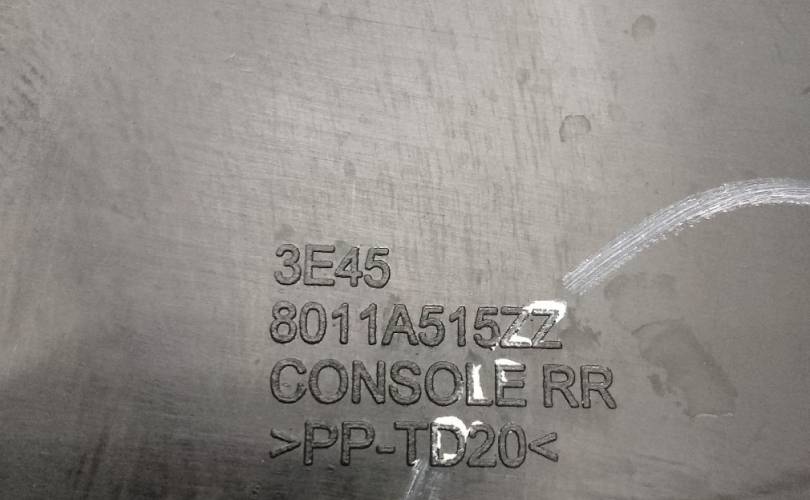 3E45
8011A515ZZ
CONSOLE RR
>PP-TD20<